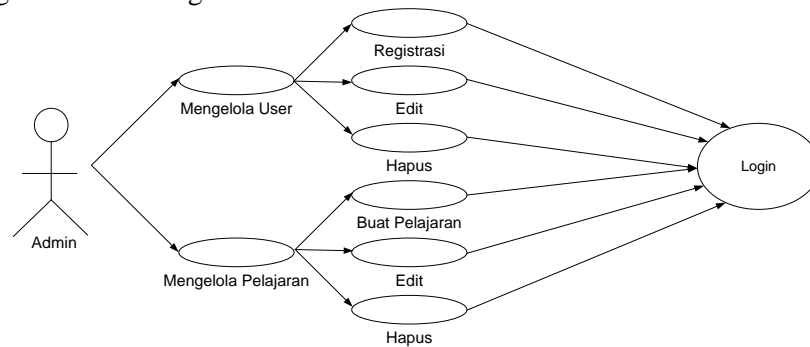 Registrasi
Mengelola User
Edit
Hapus
Login
Buat Pelajaran
Admin
Mengelola Pelajaran
Edit
Hapus